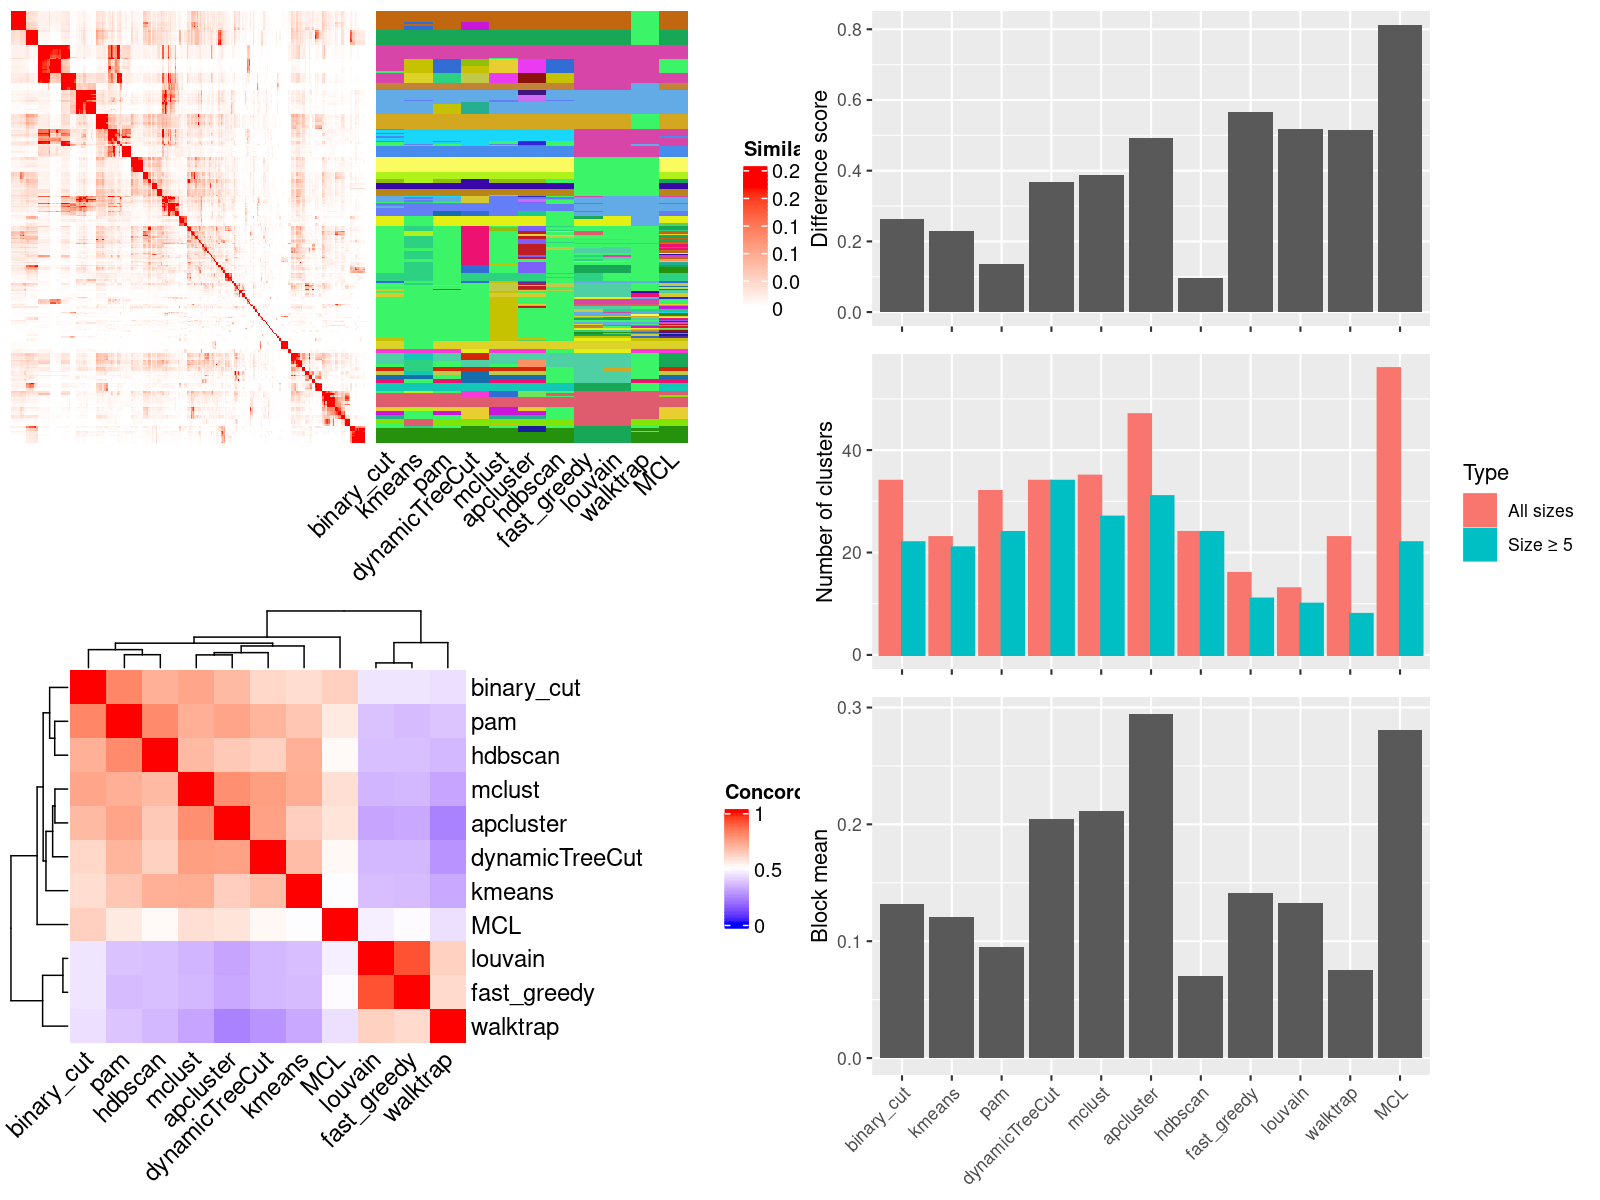 Simila
0.2
0.2
0.1
0.1
0.0
0
binary_cut
kmeans
pam
dynamicTreeCut
mclust
apcluster
hdbscan
fast_greedy
louvain
walktrap
MCL
binary_cut
pam
hdbscan
mclust
apcluster
dynamicTreeCut
kmeans
MCL
louvain
fast_greedy
walktrap
binary_cut
pam
hdbscan
mclust
apcluster
dynamicTreeCut
kmeans
MCL
louvain
fast_greedy
walktrap
Concord
1
0.5
0
Difference score
0.8
0.6
0.4
0.2
0.0
Number of clusters
40
20
0
Type
All sizes
Size ≥ 5
Block mean
0.3
0.2
0.1
0.0
binary_cut
kmeans
pam
dynamicTreeCut
mclust
apcluster
hdbscan
fast_greedy
louvain
walktrap
MCL